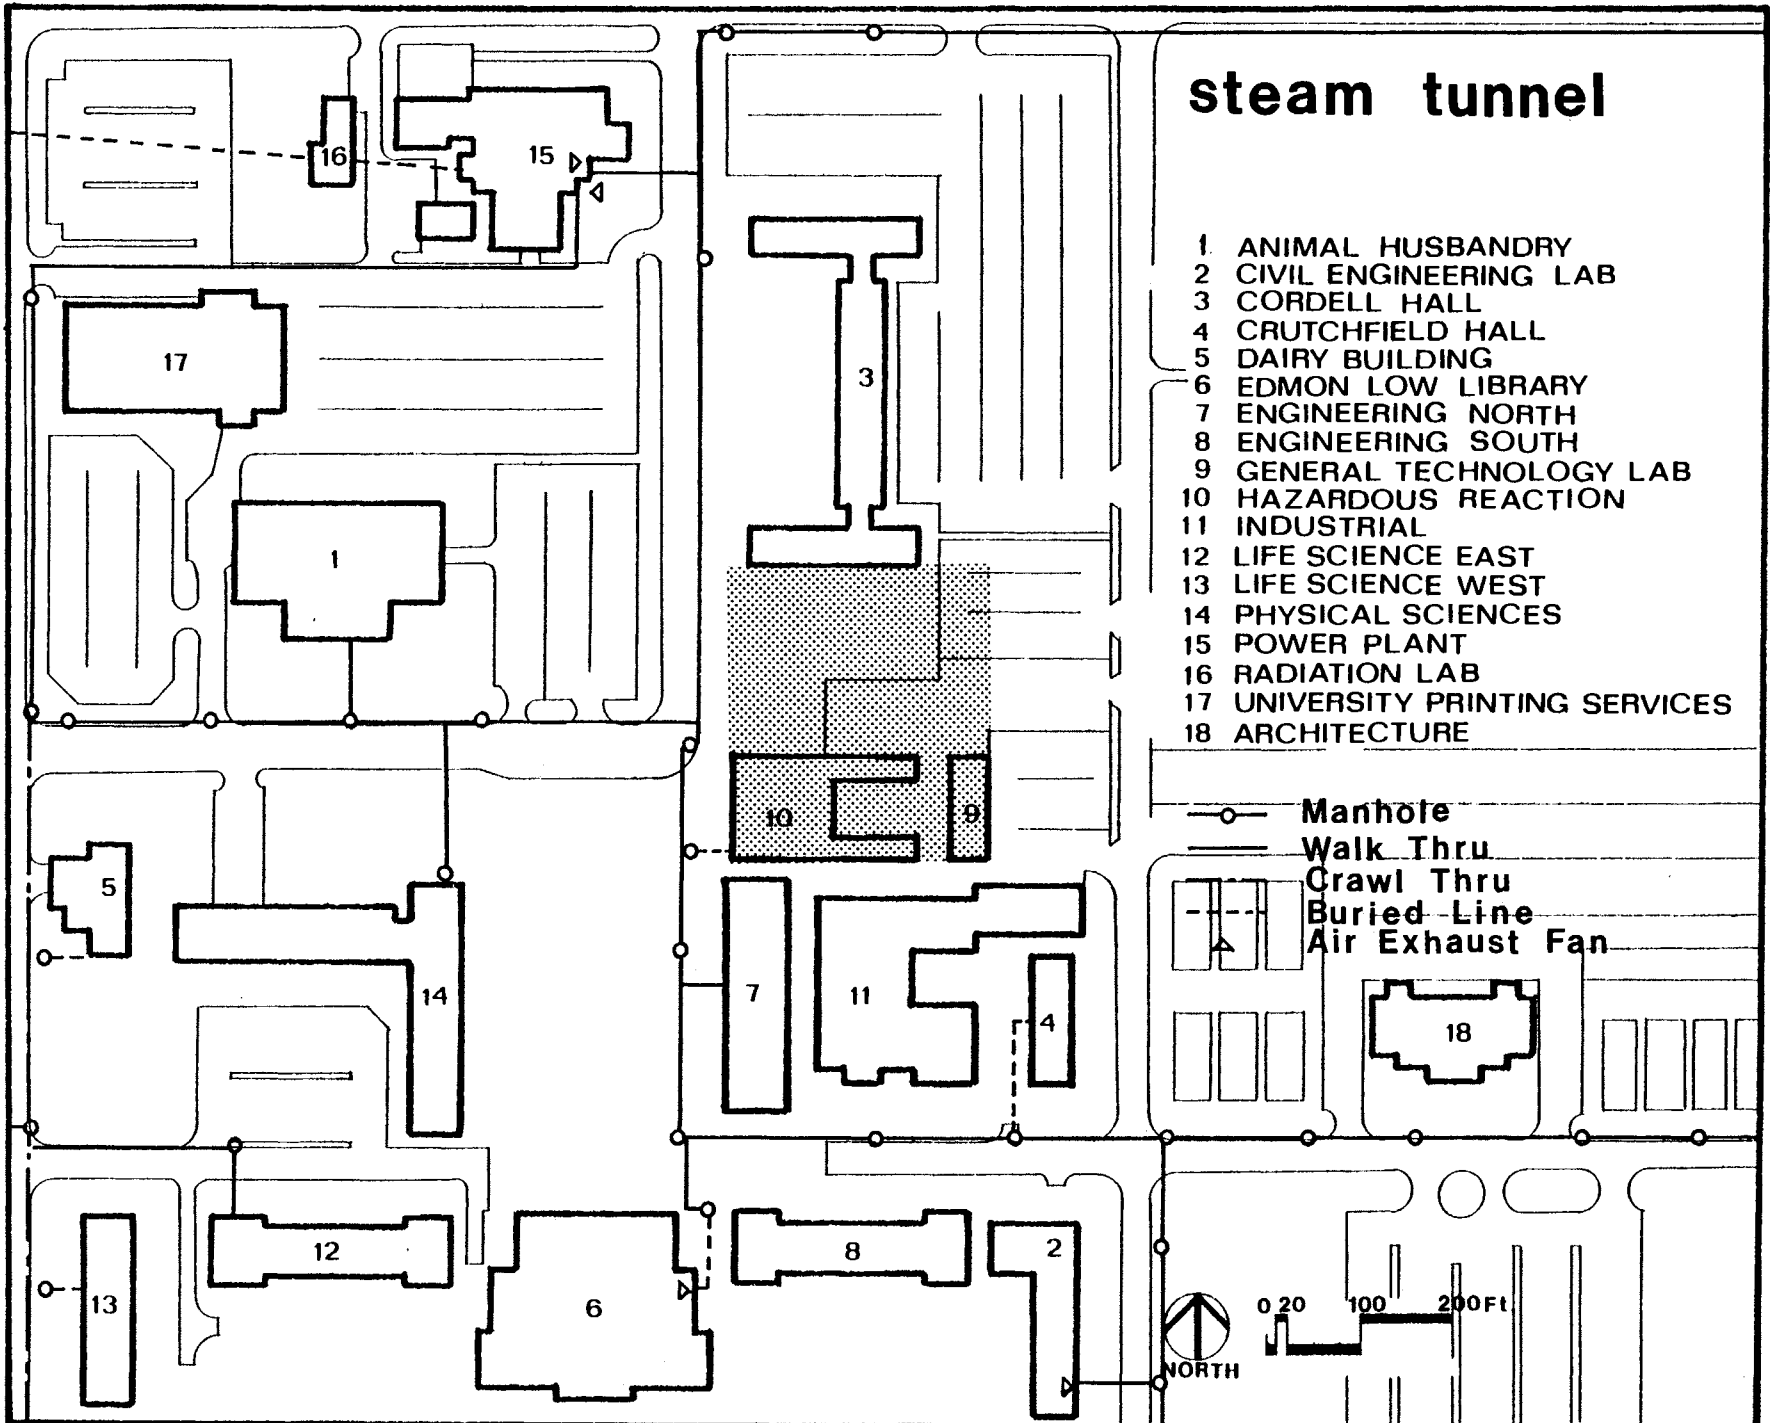 steam tunnel
1 ANIMAL HUSBANDRY
2 CIVIL ENGINEERING LAB
3 CORDELL HALL
4 CRUTCHFIELD HALL
5 DAIRY BUILDING
6 EDMON LOW LIBRARY
7 ENGINEERING NORTH
8 ENGINEERING SOUTH
9 GENERAL TECHNOLOGY LAB
10 HAZARDOUS REACTION
11 INDUSTRIAL
12 LIFE SCIENCE EAST
13 LIFE SCIENCE WEST
14 PHYSICAL SCIENCES
15 POWER PLANT
16 RADIATION LAB
17 UNIVERSITY PRINTING SERVICES
18 ARCHITECTURE
Manhole
Walk Thru
Crawl Thru
Buried Line
Air Exhaust Fan
16
15
17
3
1
10
9
5
14
7
11
4
18
12
8
2
13
6
0 20 100 200Ft.
NORTH